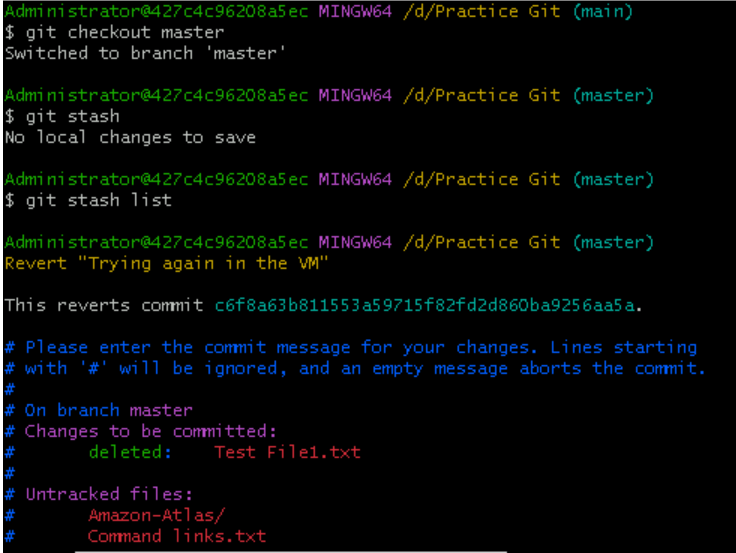 Administrator@427c4c96208a5ec MINGW64 /d/Practice Git (main)
$ git checkout master
Switched to branch 'master'
Administrator@427c4c96208a5ec MINGW64 /d/Practice Git (master)
$ git stash
No local changes to save
Administrator@427c4c96208a5ec MINGW64 /d/Practice Git (master)
$ git stash list
Administrator@427c4c96208a5ec MINGW64 /d/Practice Git (master)
Revert "Trying again in the VM"
This reverts commit c6f8a63b811553a59715f82fd2d860ba9256aa5a.
# Please enter the commit message for your changes. Lines starting
# with '#' will be ignored, and an empty message aborts the commit.
#
# On branch master
# Changes to be committed:
#       deleted:    Test File1.txt
#
# Untracked files:
#       Amazon-Atlas/
#       Command links.txt